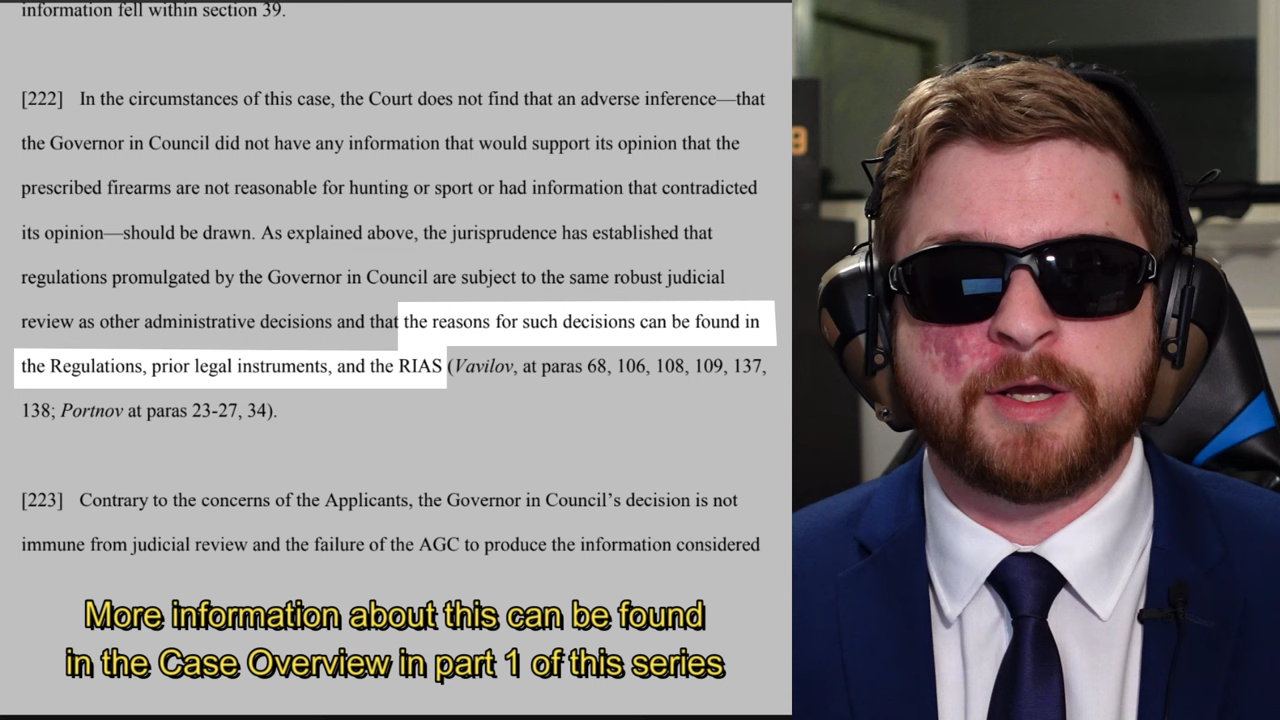 information fell within section 39.
[222] In the circumstances of this case, the Court does not find that an adverse inference—that
the Governor in Council did not have any information that would support its opinion that the
prescribed firearms are not reasonable for hunting or sport or had information that contradicted
its opinion—should be drawn. As explained above, the jurisprudence has established that
regulations promulgated by the Governor in Council are subject to the same robust judicial
review as other administrative decisions and that the reasons for such decisions can be found in
the Regulations, prior legal instruments, and the RIAS (Vavilov, at paras 68, 106, 108, 109, 137,
138; Portnov at paras 23-27, 34).
[223] Contrary to the concerns of the Applicants, the Governor in Council’s decision is not
immune from judicial review and the failure of the AGC to produce the information considered
More information about this can be found
in the Case Overview in part 1 of this series